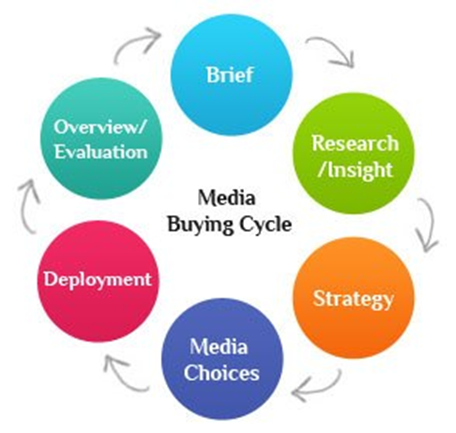 Brief
Research
/Insight
Strategy
Media
Choices
Deployment
Overview/
Evaluation
Media
Buying Cycle